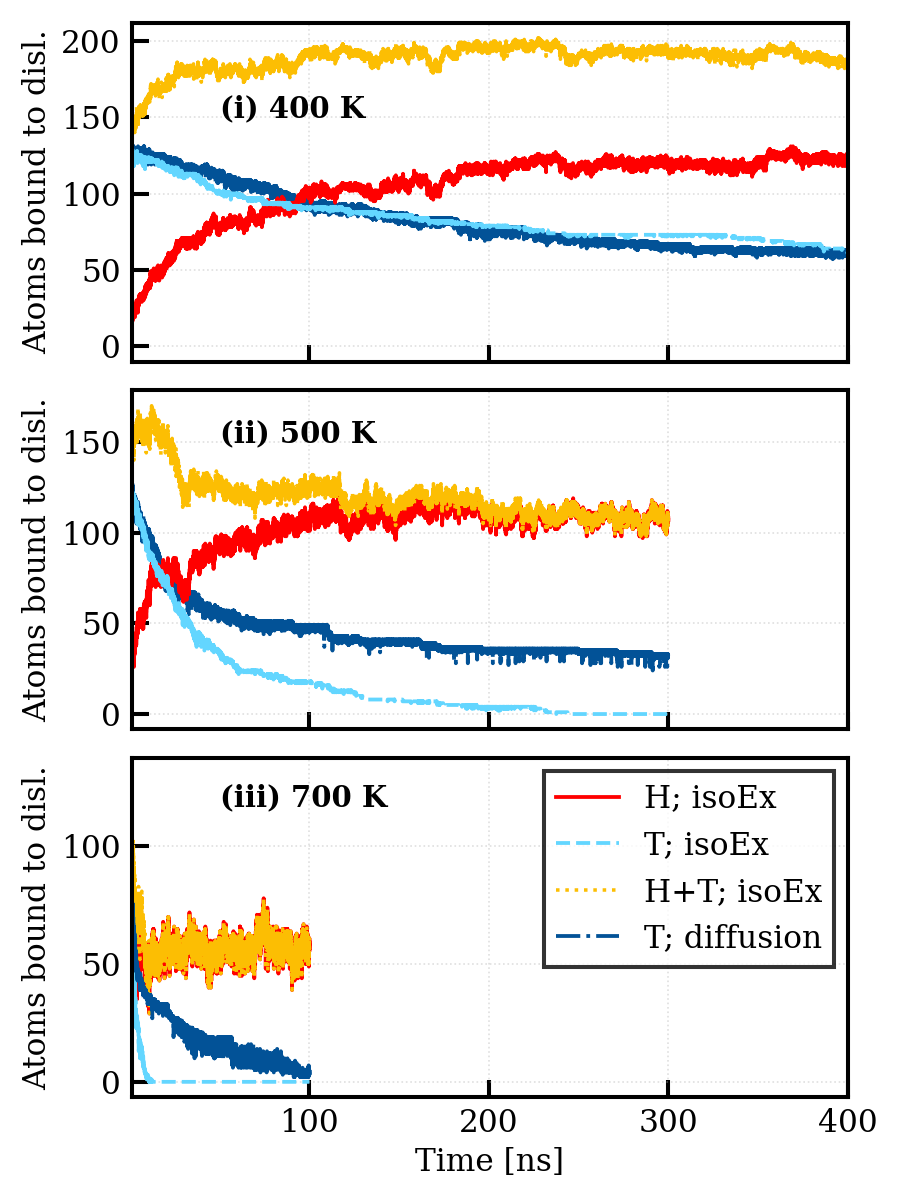 Atoms bound to disl.
200
150
100
50
0
(i) 400 K
Atoms bound to disl.
150
100
50
0
(ii) 500 K
Atoms bound to disl.
100
50
0
(iii) 700 K
H; isoEx
T; isoEx
H+T; isoEx
T; diffusion
100 200 300 400
Time [ns]